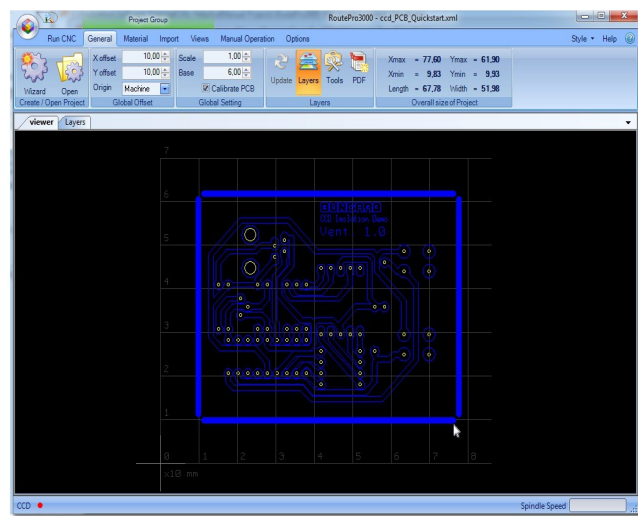 Project Group
RoutePro3000 - ccd_PCB_Quickstart.xml
Run CNC General Material Import Views Manual Operation Options Style Help
X offset 10,00 Scale 1,00
Y offset 10,00 Base 6,00
Origin Machine Calibrate PCB
Wizard Open Update Layers Tools PDF
Xmax = 77,60 Ymax = 61,90
Xmin = 9,83 Ymin = 9,93
Length = 67,78 Width = 51,98
Create / Open Project Global Offset Global Setting Layers Overall size of Project
viewer Layers
7
6
BUNGARD
CCD Isolation Demo
5
4
3
2
1
0 1 2 3 4 5 6 7 8
x10 mm
CCD Spindle Speed